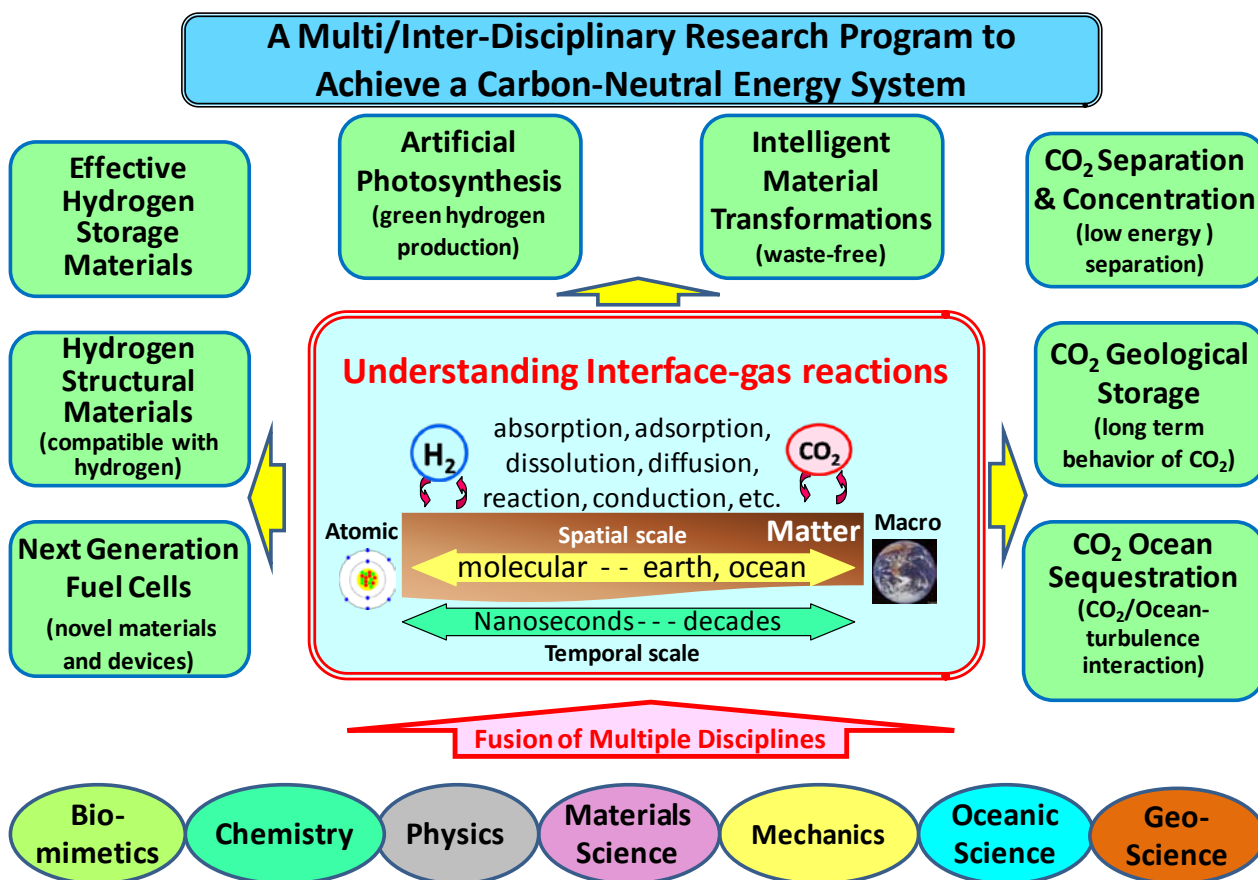 A Multi/Inter-Disciplinary Research Program to
Achieve a Carbon-Neutral Energy System
Effective
Hydrogen
Storage
Materials
Artificial
Photosynthesis
(green hydrogen
production)
Intelligent
Material
Transformations
(waste-free)
CO₂ Separation
& Concentration
(low energy )
separation)
Hydrogen
Structural
Materials
(compatible with
hydrogen)
Next Generation
Fuel Cells
(novel materials
and devices)
Understanding Interface-gas reactions
H₂
absorption, adsorption,
dissolution, diffusion,
reaction, conduction, etc.
CO₂
Atomic
Spatial scale
Matter
Macro
molecular - - earth, ocean
Nanoseconds - - - decades
Temporal scale
CO₂ Geological
Storage
(long term
behavior of CO₂)
CO₂ Ocean
Sequestration
(CO₂/Ocean-
turbulence
interaction)
Fusion of Multiple Disciplines
Bio-
mimetics
Chemistry
Physics
Materials
Science
Mechanics
Oceanic
Science
Geo-
Science